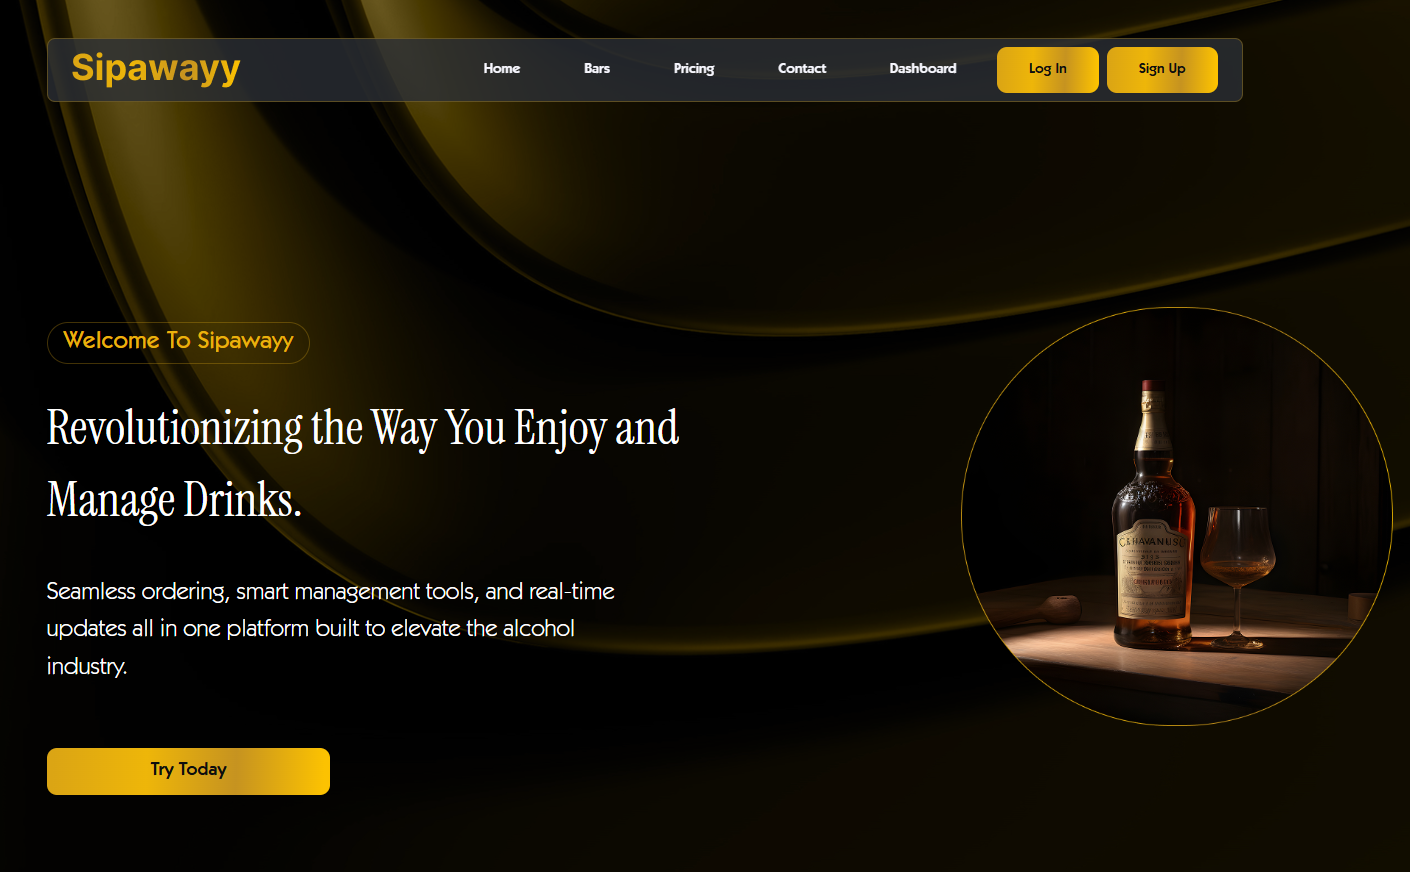 Sipawayy
Home
Bars
Pricing
Contact
Dashboard
Log In
Sign Up
Welcome To Sipawayy
Revolutionizing the Way You Enjoy and
Manage Drinks.
Seamless ordering, smart management tools, and real-time
updates all in one platform built to elevate the alcohol
industry.
Try Today